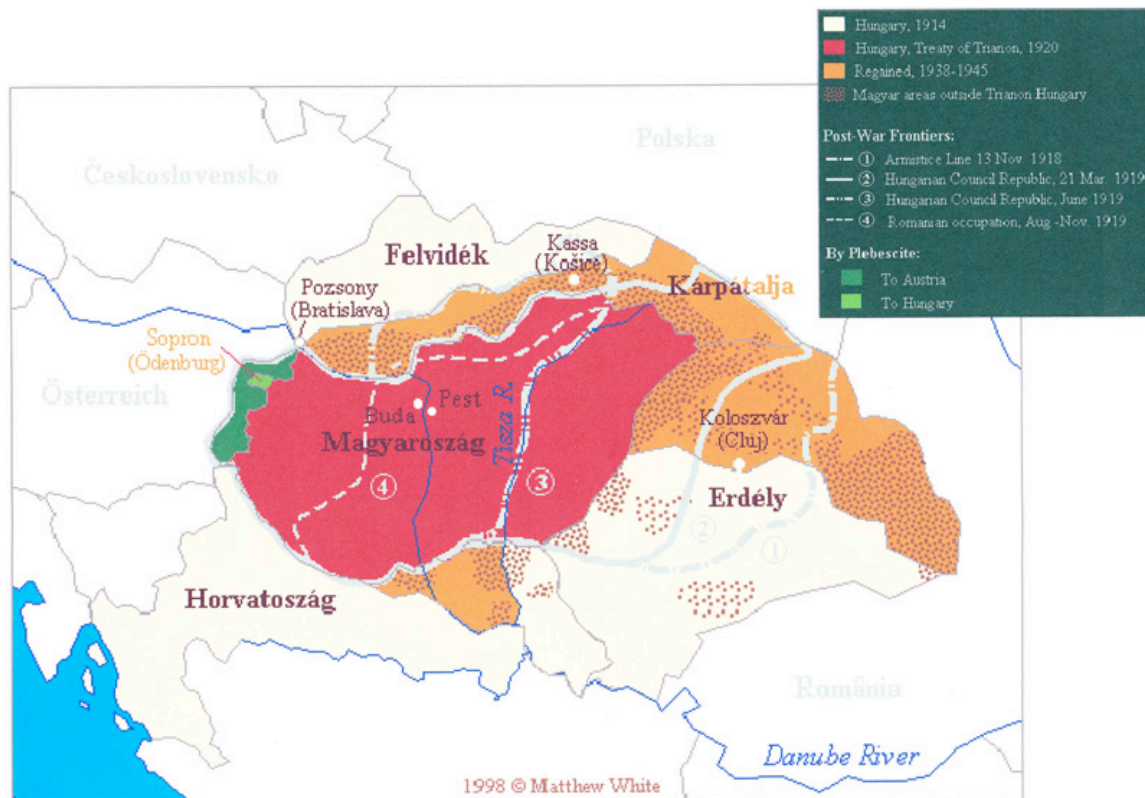 Hungary, 1914
Hungary, Treaty of Trianon, 1920
Regained, 1938-1945
Magyar areas outside Trianon Hungary
Post-War Frontiers:
① Armistice Line 13 Nov. 1918
② Hungarian Council Republic, 21 Mar. 1919
③ Hungarian Council Republic, June 1919
④ Romanian occupation, Aug -Nov. 1919
By Plebescite:
To Austria
To Hungary
Polska
Československo
Felvidék
Kassa
(Košice)
Kárpátalja
Pozsony
(Bratislava)
Sopron
(Ödenburg)
Österreich
Buda
Pest
Magyaroszág
Tisza R.
Koloszvár
(Cluj)
Erdély
④
③
②
①
Horvatoszág
România
Danube River
1998 © Matthew White